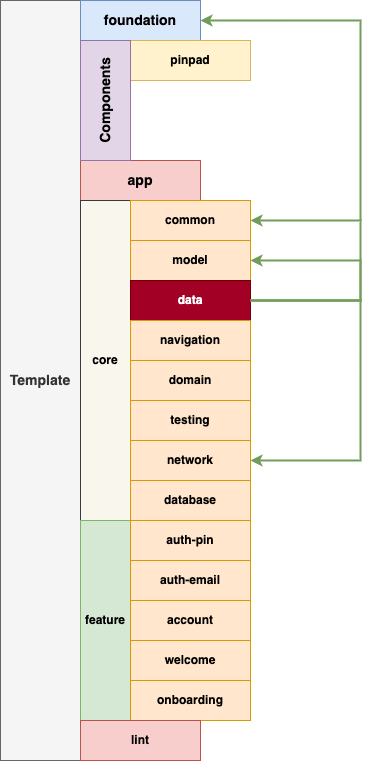 foundation
Components
pinpad
app
common
model
data
navigation
Template
domain
core
testing
network
database
auth-pin
auth-email
feature
account
welcome
onboarding
lint